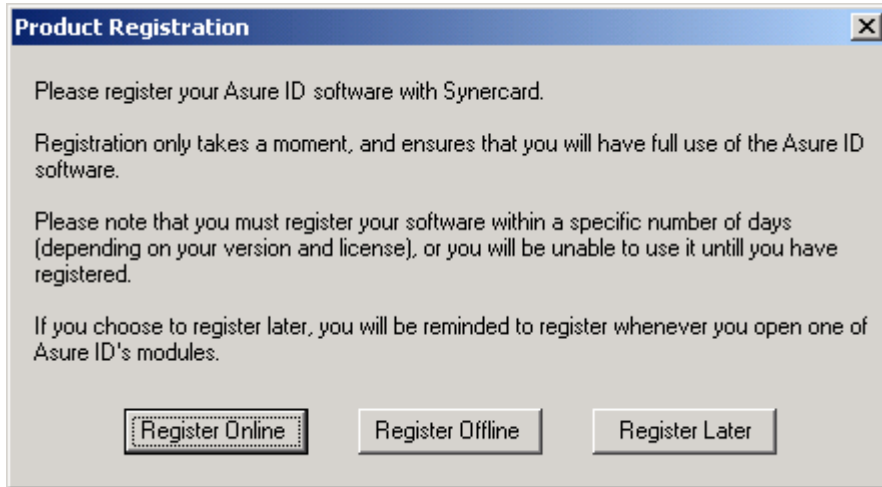 Product Registration
Please register your Asure ID software with Synercard.
Registration only takes a moment, and ensures that you will have full use of the Asure ID
software.
Please note that you must register your software within a specific number of days
(depending on your version and license), or you will be unable to use it untill you have
registered.
If you choose to register later, you will be reminded to register whenever you open one of
Asure ID's modules.
Register Online
Register Offline
Register Later